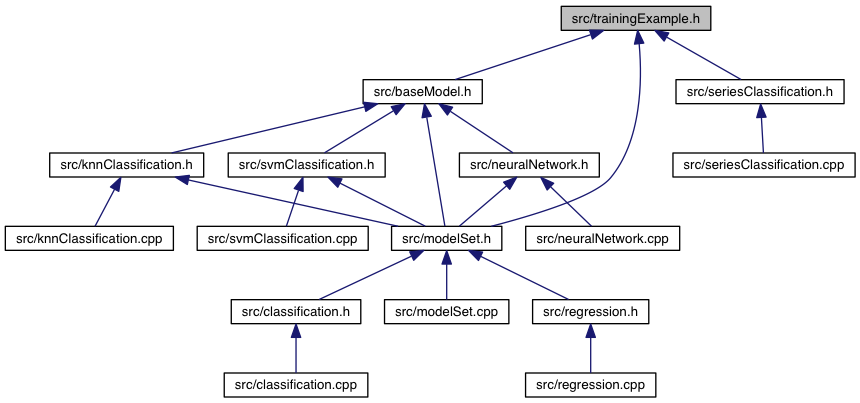 src/trainingExample.h
src/baseModel.h
src/seriesClassification.h
src/knnClassification.h
src/svmClassification.h
src/neuralNetwork.h
src/seriesClassification.cpp
src/knnClassification.cpp
src/svmClassification.cpp
src/modelSet.h
src/neuralNetwork.cpp
src/classification.h
src/modelSet.cpp
src/regression.h
src/classification.cpp
src/regression.cpp